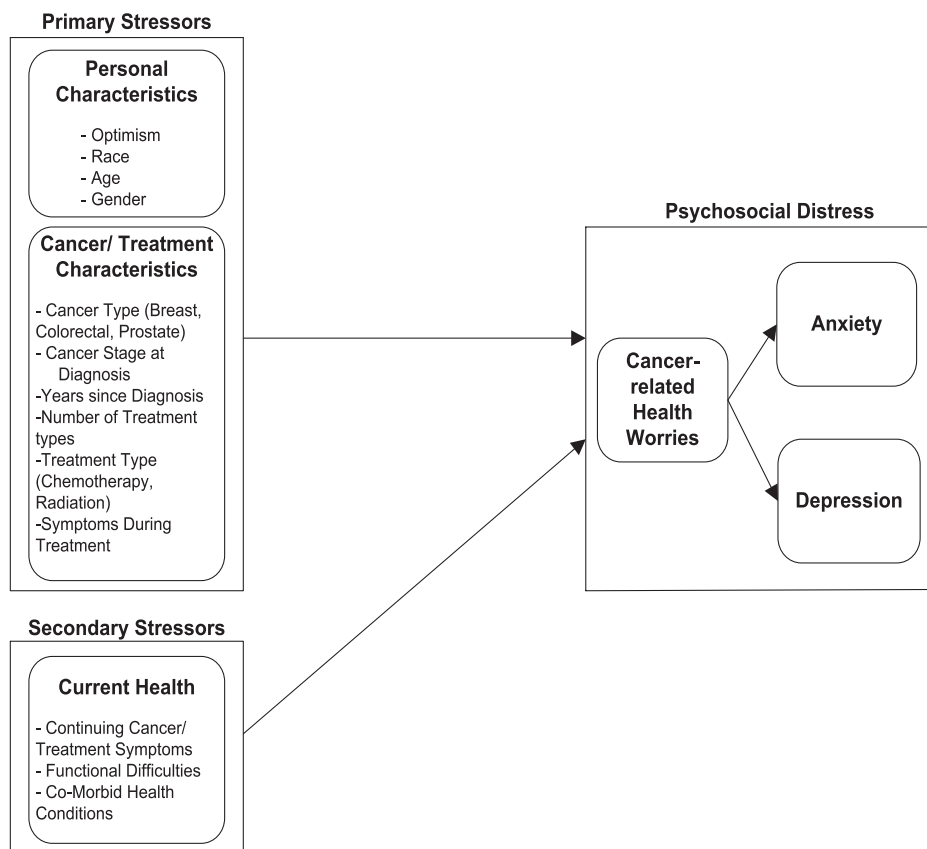 Primary Stressors
Personal
Characteristics
- Optimism
- Race
- Age
- Gender
Cancer/ Treatment
Characteristics
- Cancer Type (Breast,
Colorectal, Prostate)
- Cancer Stage at
Diagnosis
-Years since Diagnosis
-Number of Treatment
types
-Treatment Type
(Chemotherapy,
Radiation)
-Symptoms During
Treatment
Secondary Stressors
Current Health
- Continuing Cancer/
Treatment Symptoms
- Functional Difficulties
- Co-Morbid Health
Conditions
Psychosocial Distress
Cancer-
related
Health
Worries
Anxiety
Depression